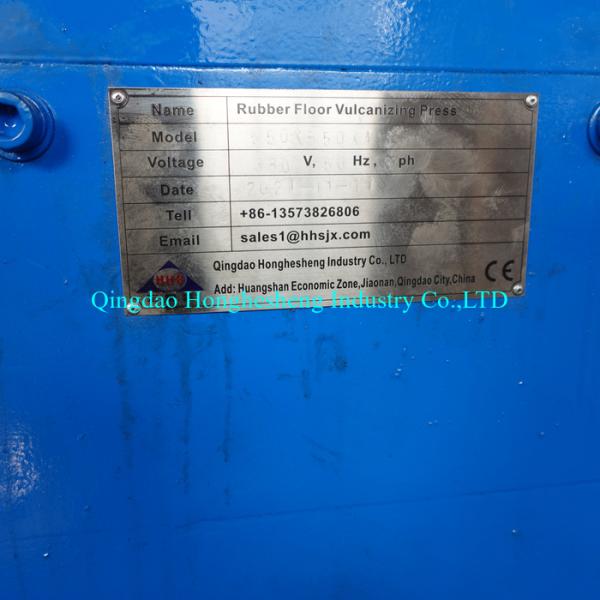 Name Rubber Floor Vulcanizing Press
Model
Voltage V, Hz, ph
Date
Tell +86-13573826806
Email sales1@hhsjx.com
HHS
Qingdao Honghesheng Industry Co., LTD
Add: Huangshan Economic Zone,Jiaonan,Qingdao City,China
CE
Qingdao Honghesheng Industry Co.,LTD